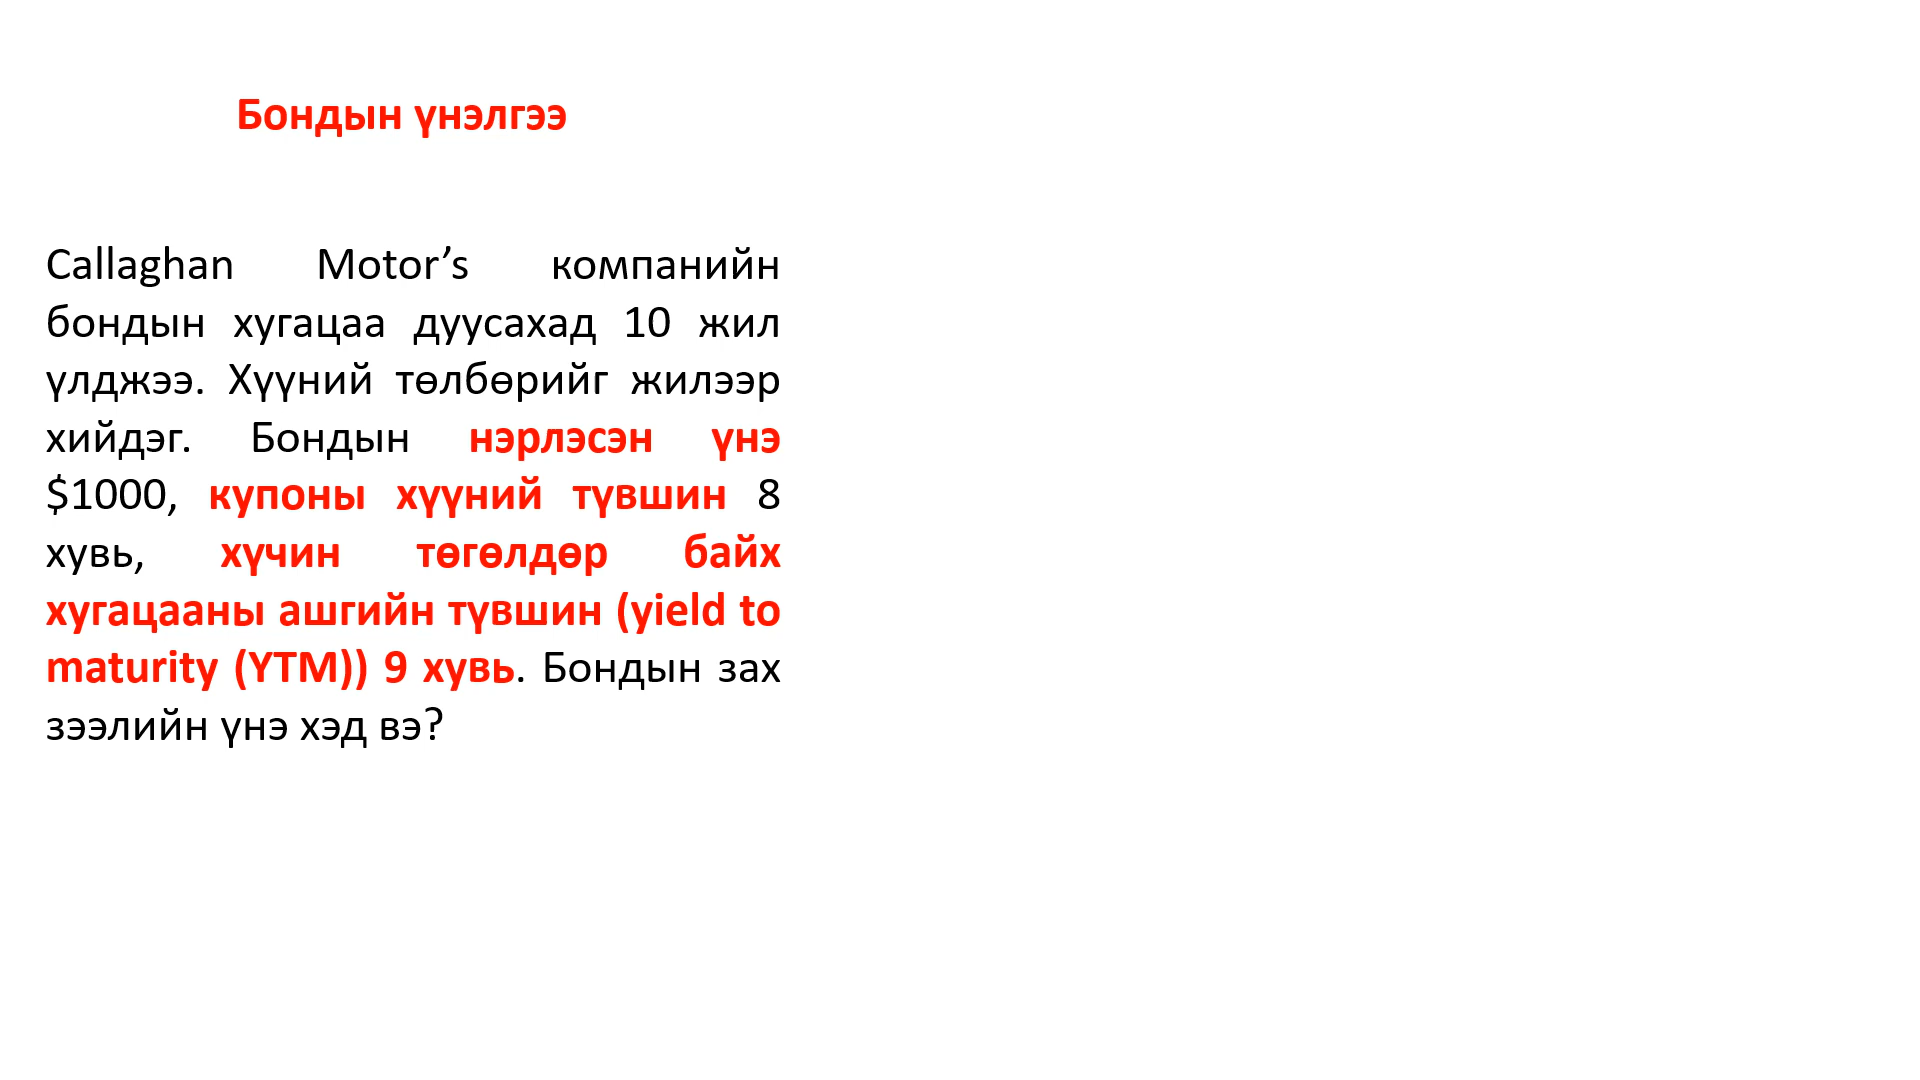 Бондын үнэлгээ
Callaghan Motor’s компанийн
бондын хугацаа дуусахад 10 жил
үлджээ. Хүүний төлбөрийг жилээр
хийдэг. Бондын нэрлэсэн үнэ
$1000, купоны хүүний түвшин 8
хувь, хүчин төгөлдөр байх
хугацааны ашгийн түвшин (yield to
maturity (YTM)) 9 хувь. Бондын зах
зээлийн үнэ хэд вэ?